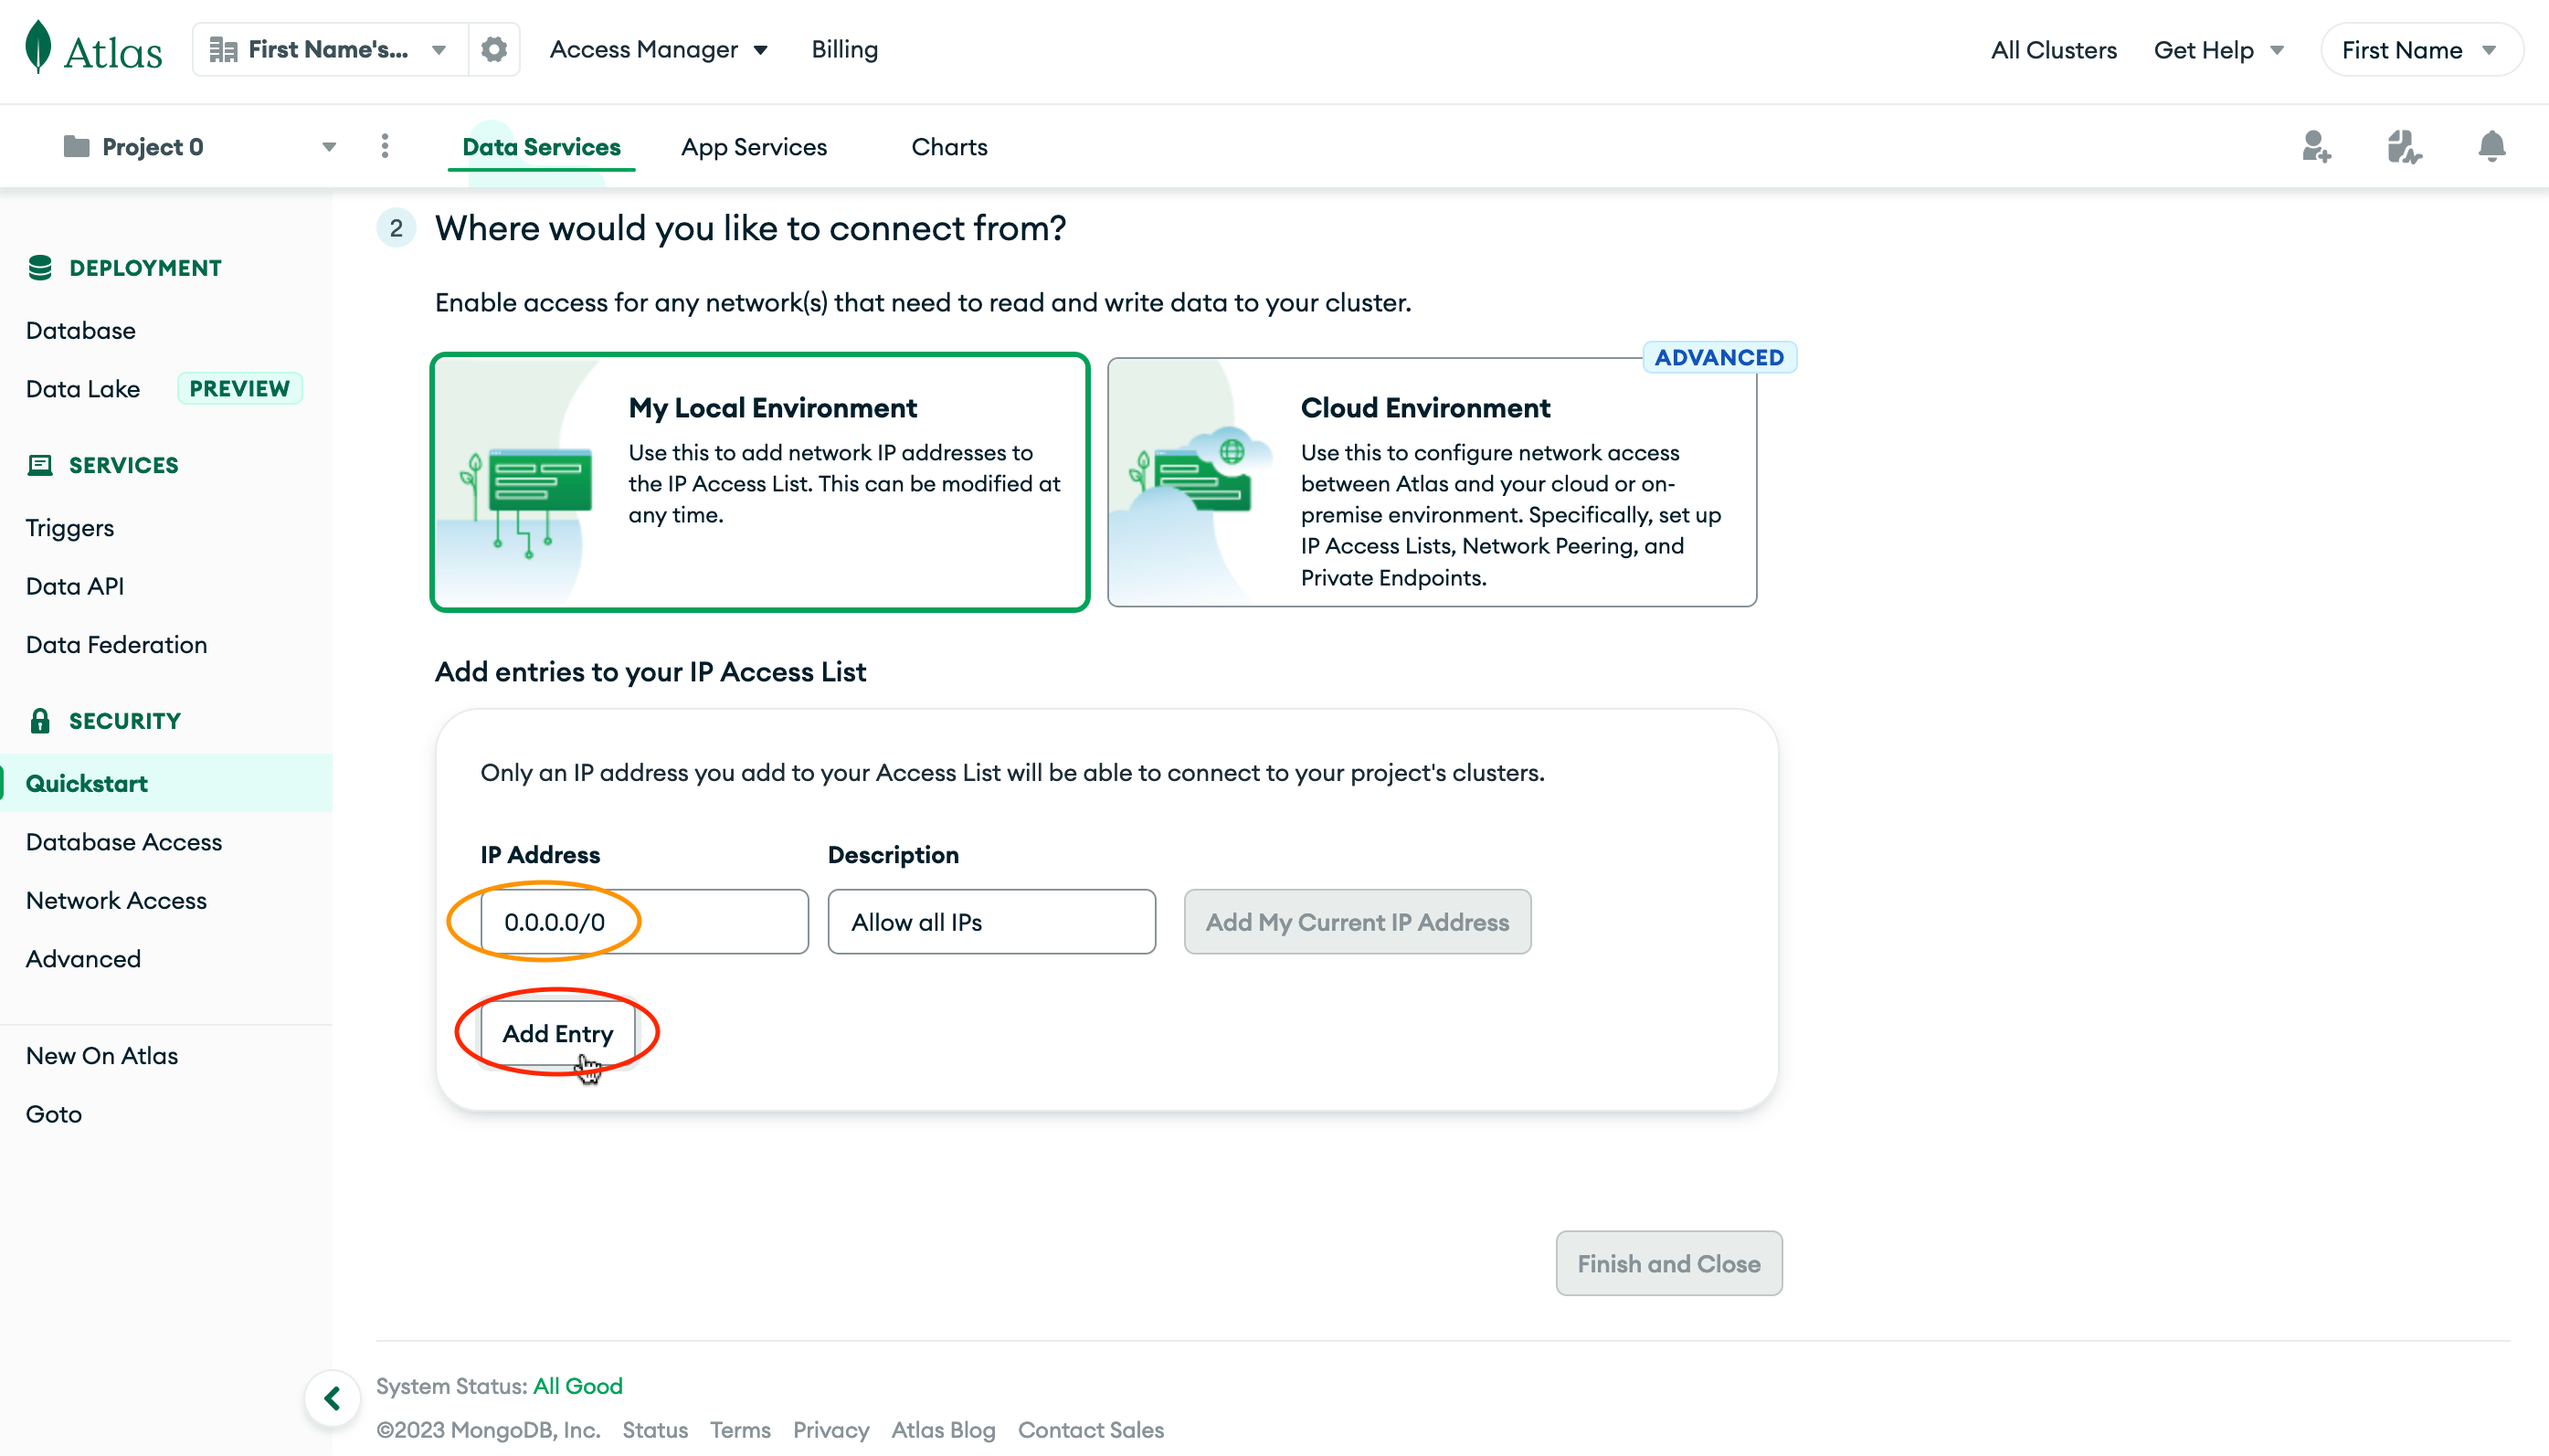 Atlas
First Name's...
Access Manager
Billing
All Clusters
Get Help
First Name
Project 0
Data Services
App Services
Charts
DEPLOYMENT
Database
Data Lake PREVIEW
SERVICES
Triggers
Data API
Data Federation
SECURITY
Quickstart
Database Access
Network Access
Advanced
New On Atlas
Goto
2 Where would you like to connect from?
Enable access for any network(s) that need to read and write data to your cluster.
My Local Environment
Use this to add network IP addresses to
the IP Access List. This can be modified at
any time.
ADVANCED
Cloud Environment
Use this to configure network access
between Atlas and your cloud or on-
premise environment. Specifically, set up
IP Access Lists, Network Peering, and
Private Endpoints.
Add entries to your IP Access List
Only an IP address you add to your Access List will be able to connect to your project's clusters.
IP Address
Description
0.0.0.0/0
Allow all IPs
Add My Current IP Address
Add Entry
Finish and Close
System Status: All Good
©2023 MongoDB, Inc. Status Terms Privacy Atlas Blog Contact Sales